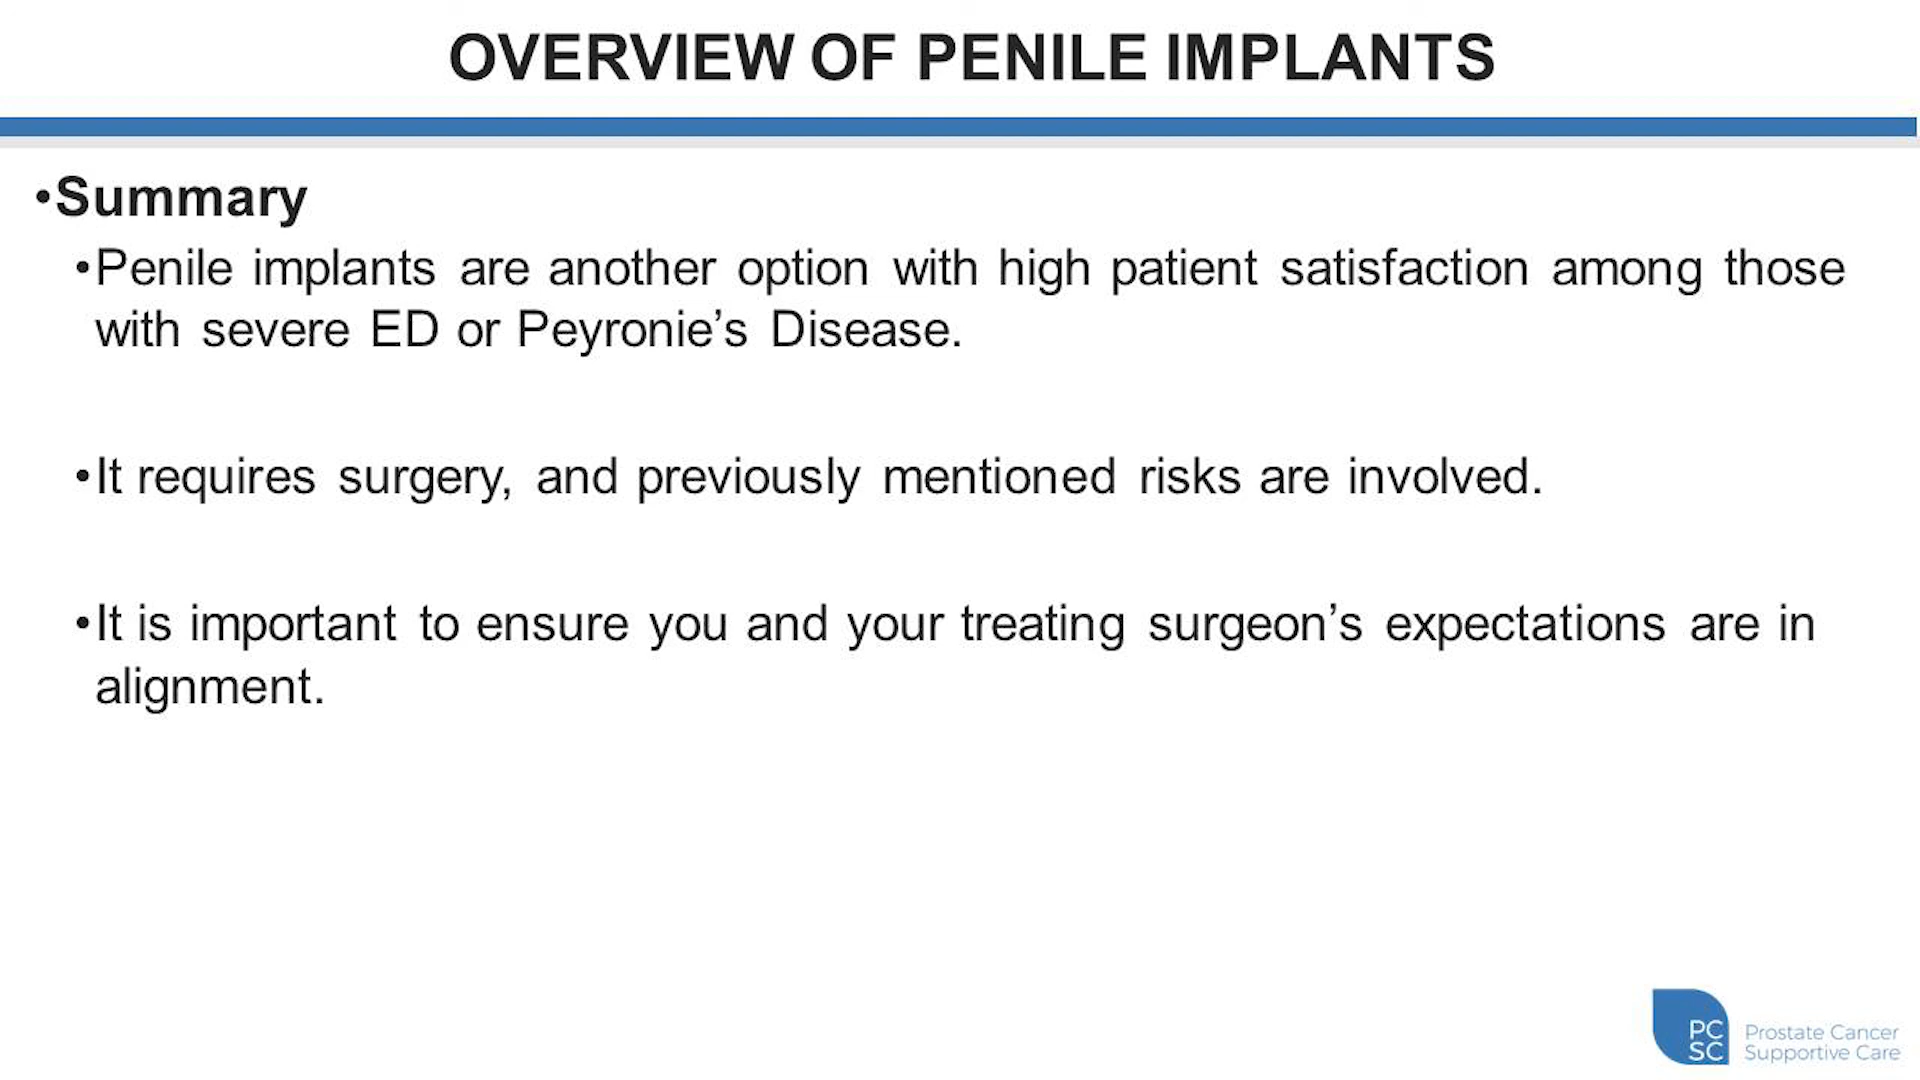 OVERVIEW OF PENILE IMPLANTS
•Summary
•Penile implants are another option with high patient satisfaction among those
with severe ED or Peyronie’s Disease.
•It requires surgery, and previously mentioned risks are involved.
•It is important to ensure you and your treating surgeon’s expectations are in
alignment.
PC
SC
Prostate Cancer
Supportive Care